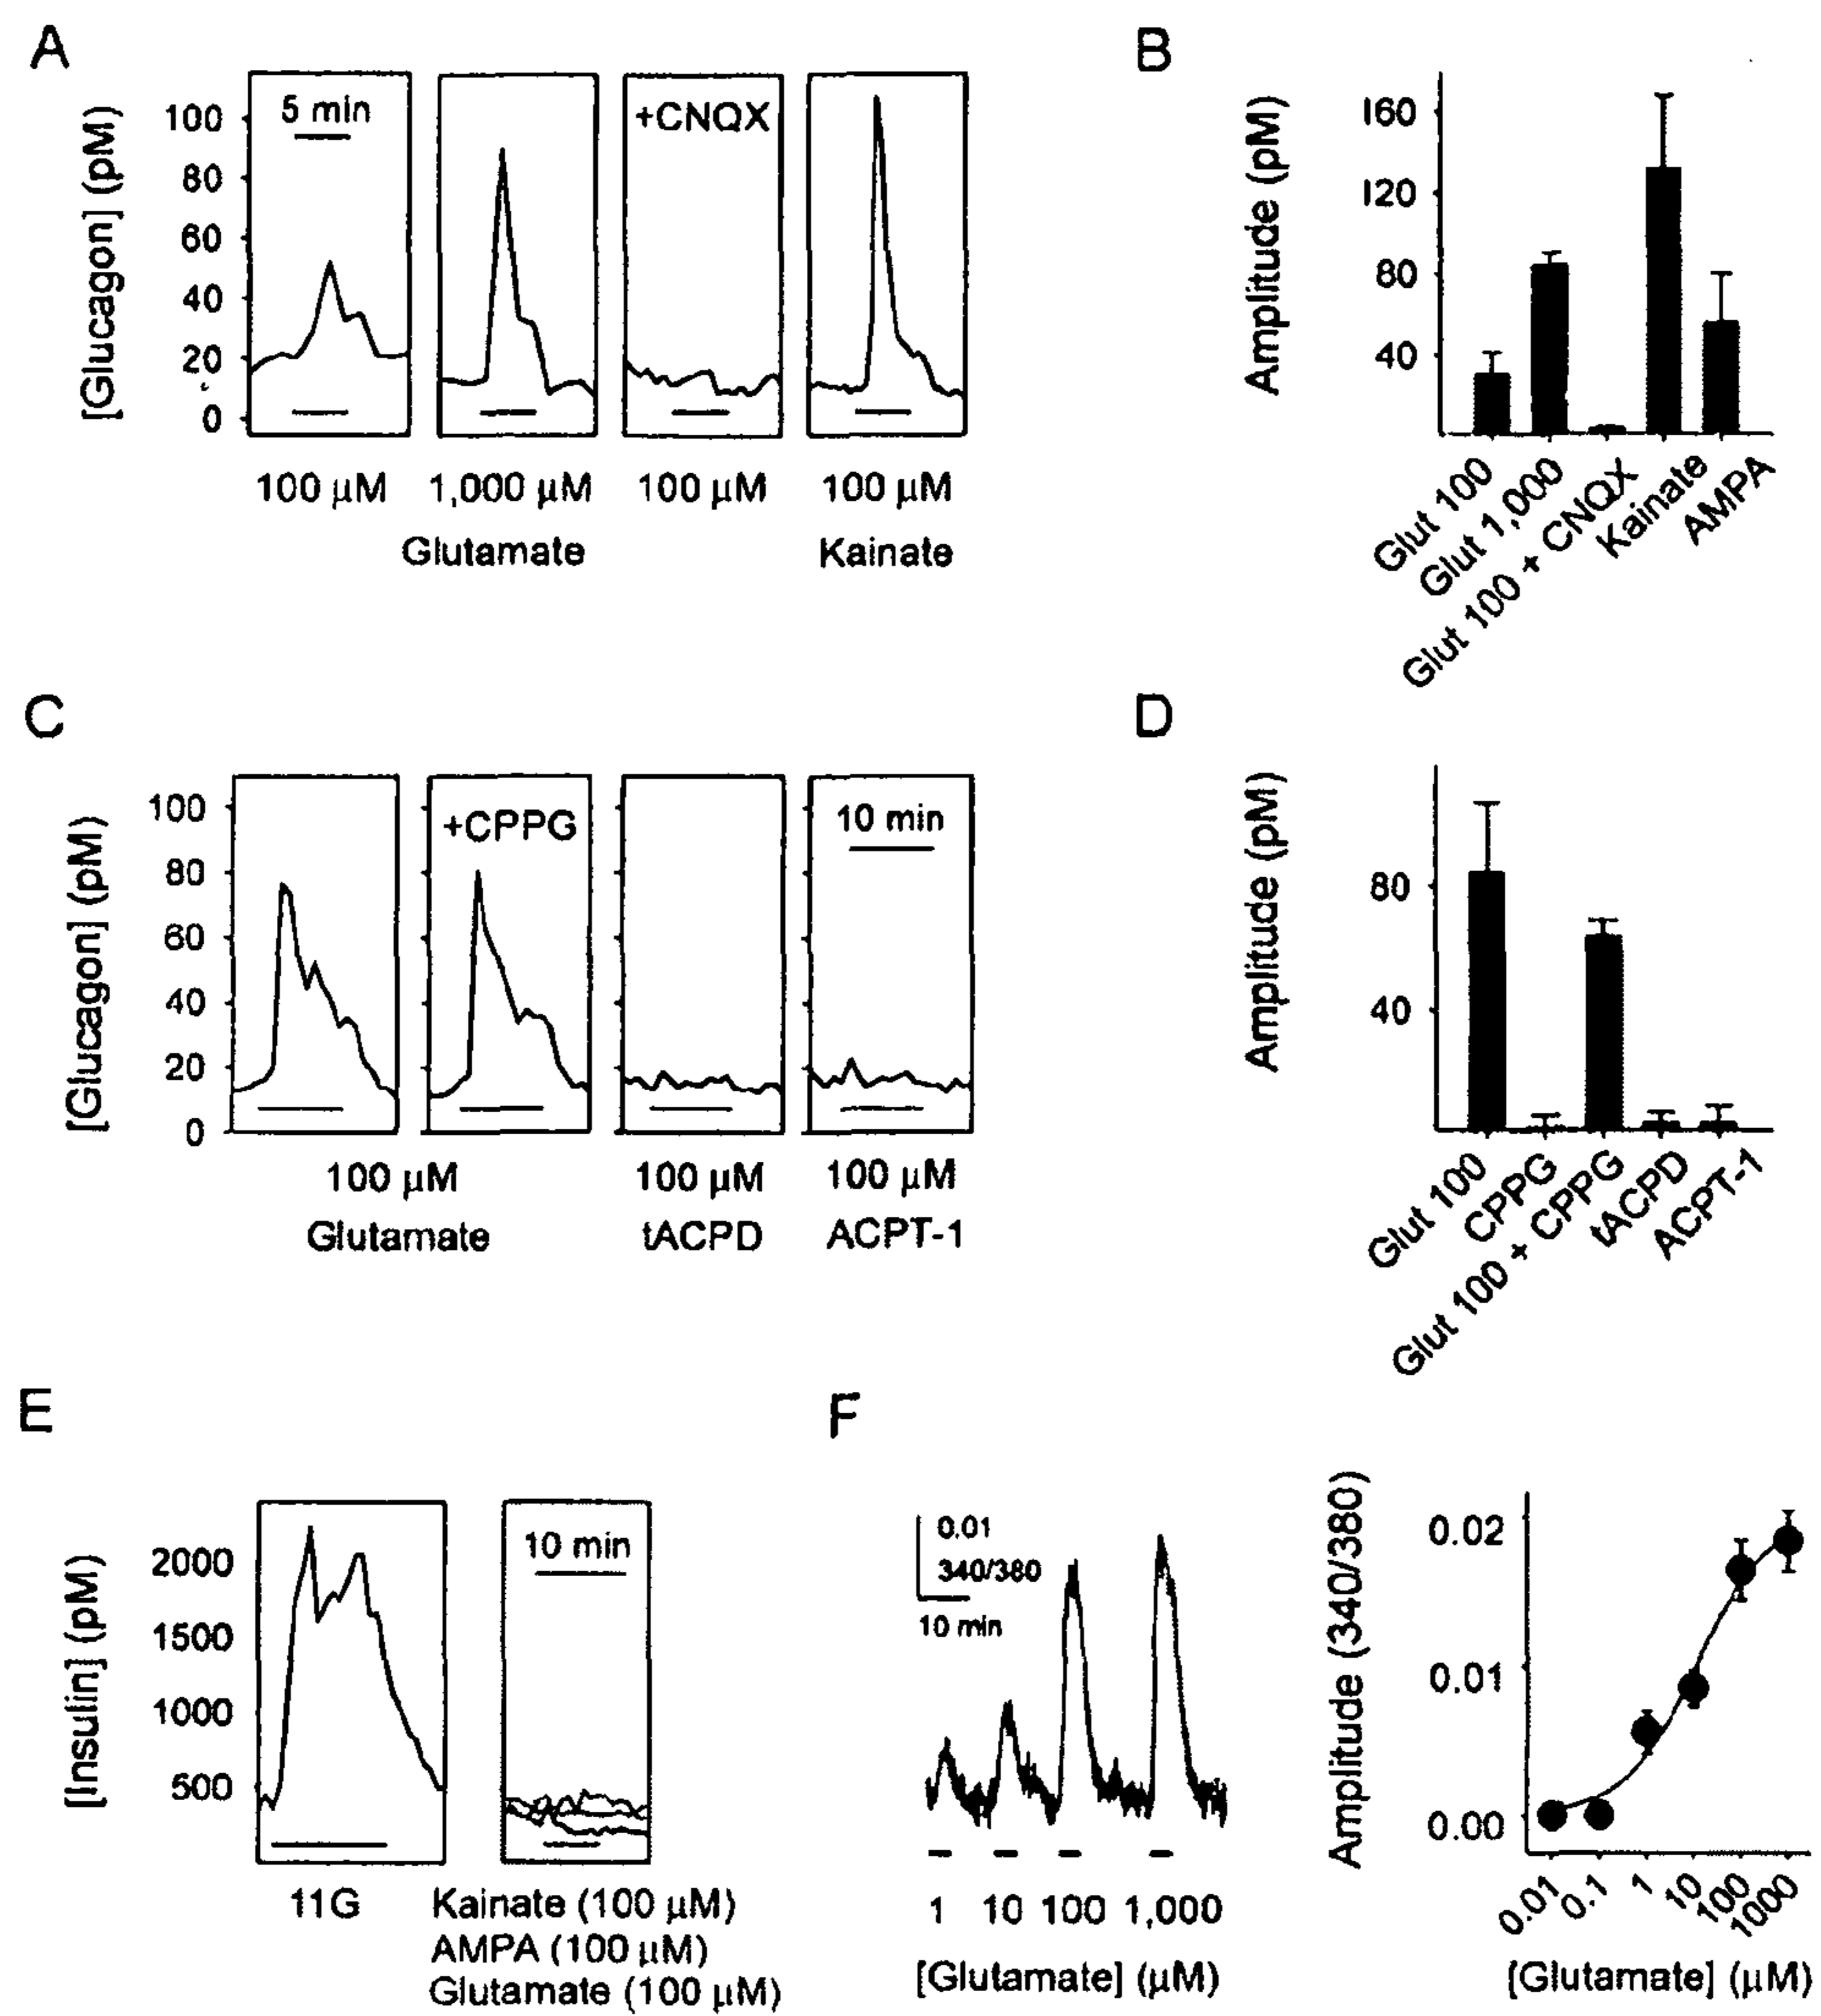 A
[Glucagon] (pM)
100
80
60
40
20
0
5 min
+CNQX
100 µM
1,000 µM
100 µM
100 µM
Glutamate
Kainate
B
Amplitude (pM)
160
120
80
40
Glut 100
Glut 1,000
Glut 100 + CNQX
Kainate
AMPA
C
[Glucagon] (pM)
100
80
60
40
20
0
+CPPG
10 min
100 µM
100 µM
100 µM
Glutamate
tACPD
ACPT-1
D
Amplitude (pM)
80
40
Glut 100
CPPG
Glut 100 + CPPG
tACPD
ACPT-1
E
[Insulin] (pM)
2000
1500
1000
500
10 min
11G
Kainate (100 µM)
AMPA (100 µM)
Glutamate (100 µM)
F
0.01
340/380
10 min
1 10 100 1,000
[Glutamate] (µM)
Amplitude (340/380)
0.02
0.01
0.00
0.01
0.1
1
10
100
1000
[Glutamate] (µM)